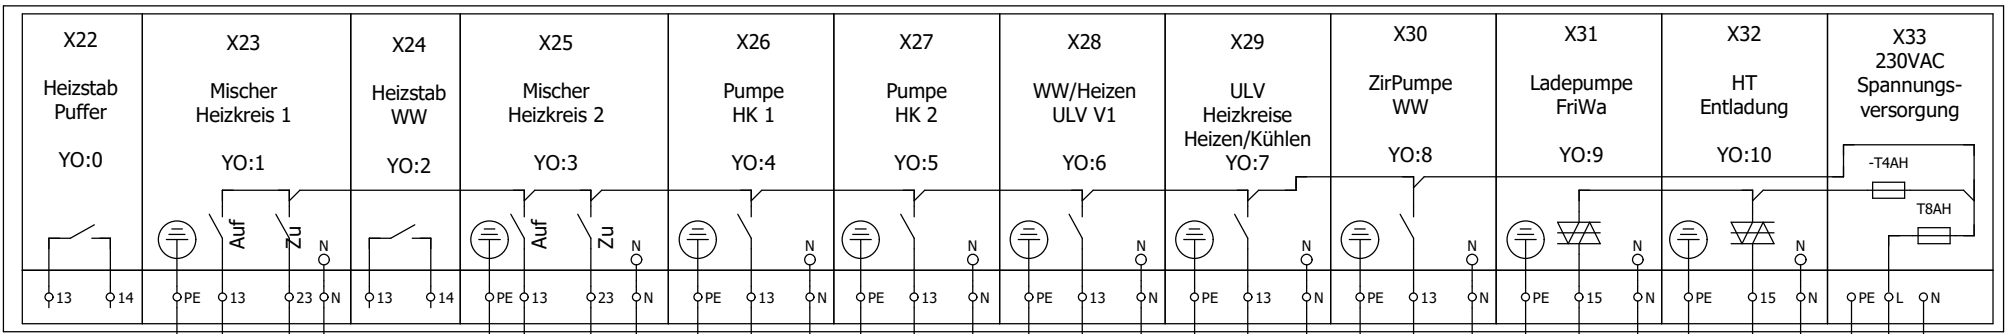 X22
Heizstab
Puffer
YO:0
13
14
X23
Mischer
Heizkreis 1
YO:1
Auf
Zu
N
PE
13
23
N
X24
Heizstab
WW
YO:2
13
14
X25
Mischer
Heizkreis 2
YO:3
Auf
Zu
N
PE
13
23
N
X26
Pumpe
HK 1
YO:4
N
PE
13
N
X27
Pumpe
HK 2
YO:5
N
PE
13
N
X28
WW/Heizen
ULV V1
YO:6
N
PE
13
N
X29
ULV
Heizkreise
Heizen/Kühlen
YO:7
N
PE
13
N
X30
ZirPumpe
WW
YO:8
N
PE
13
N
X31
Ladepumpe
FriWa
YO:9
N
PE
15
N
X32
HT
Entladung
YO:10
N
PE
15
N
X33
230VAC
Spannungs-
versorgung
-T4AH
T8AH
PE
L
N